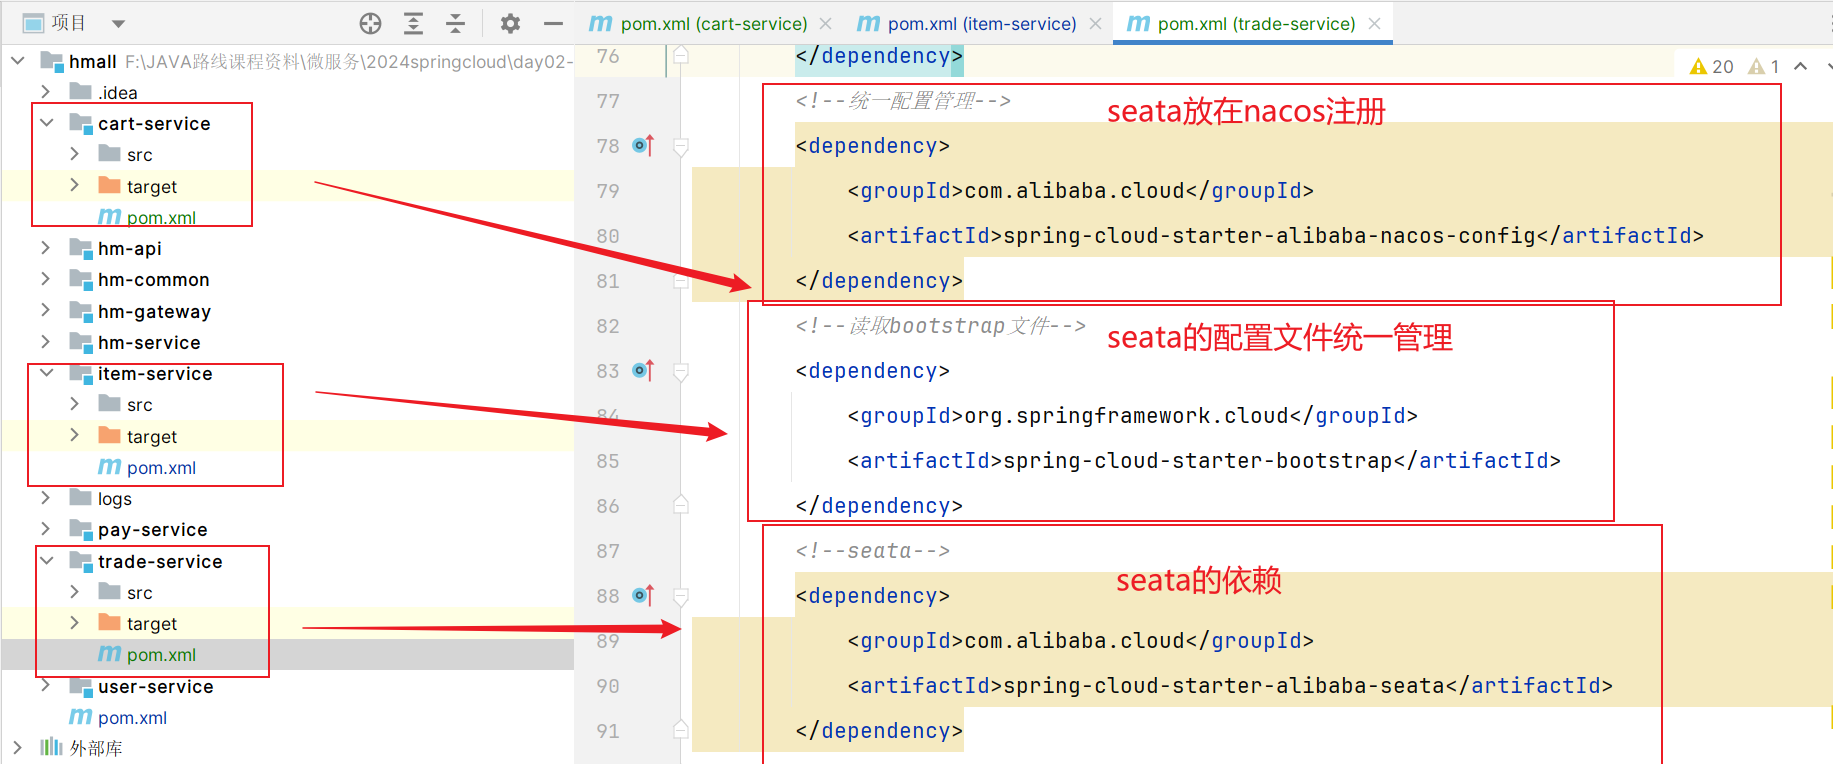 项目
hmall F:\JAVA路线课程资料\微服务\2024springcloud\day02-
.idea
cart-service
src
target
m pom.xml
hm-api
hm-common
hm-gateway
hm-service
item-service
src
target
m pom.xml
logs
pay-service
trade-service
src
target
m pom.xml
user-service
m pom.xml
外部库
m pom.xml (cart-service)
m pom.xml (item-service)
m pom.xml (trade-service)
20 1
76 </dependency>
77 <!--统一配置管理-->
seata放在nacos注册
78 <dependency>
79 <groupId>com.alibaba.cloud</groupId>
80 <artifactId>spring-cloud-starter-alibaba-nacos-config</artifactId>
81 </dependency>
82 <!--读取bootstrap文件-->
seata的配置文件统一管理
83 <dependency>
84 <groupId>org.springframework.cloud</groupId>
85 <artifactId>spring-cloud-starter-bootstrap</artifactId>
86 </dependency>
87 <!--seata-->
seata的依赖
88 <dependency>
89 <groupId>com.alibaba.cloud</groupId>
90 <artifactId>spring-cloud-starter-alibaba-seata</artifactId>
91 </dependency>